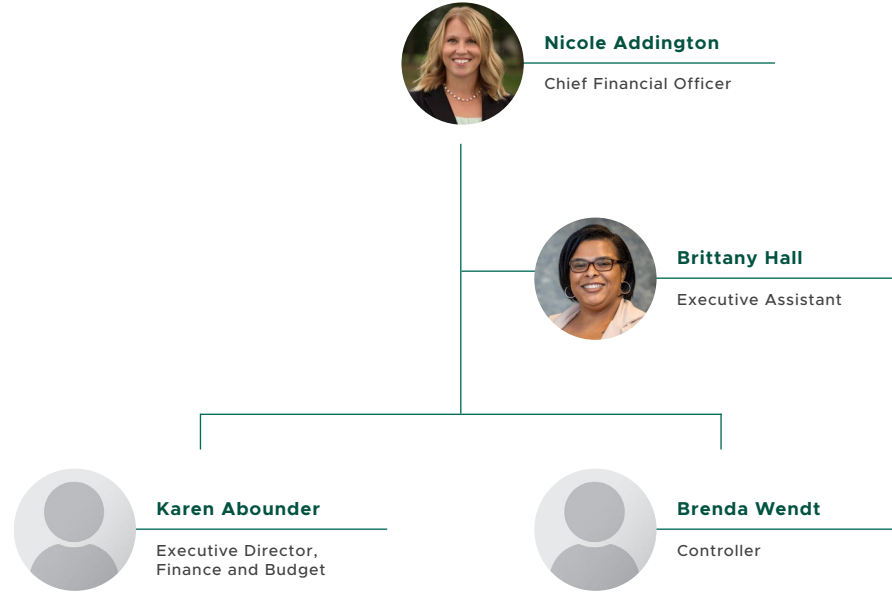 Nicole Addington
Chief Financial Officer
Brittany Hall
Executive Assistant
Karen Abounder
Executive Director,
Finance and Budget
Brenda Wendt
Controller